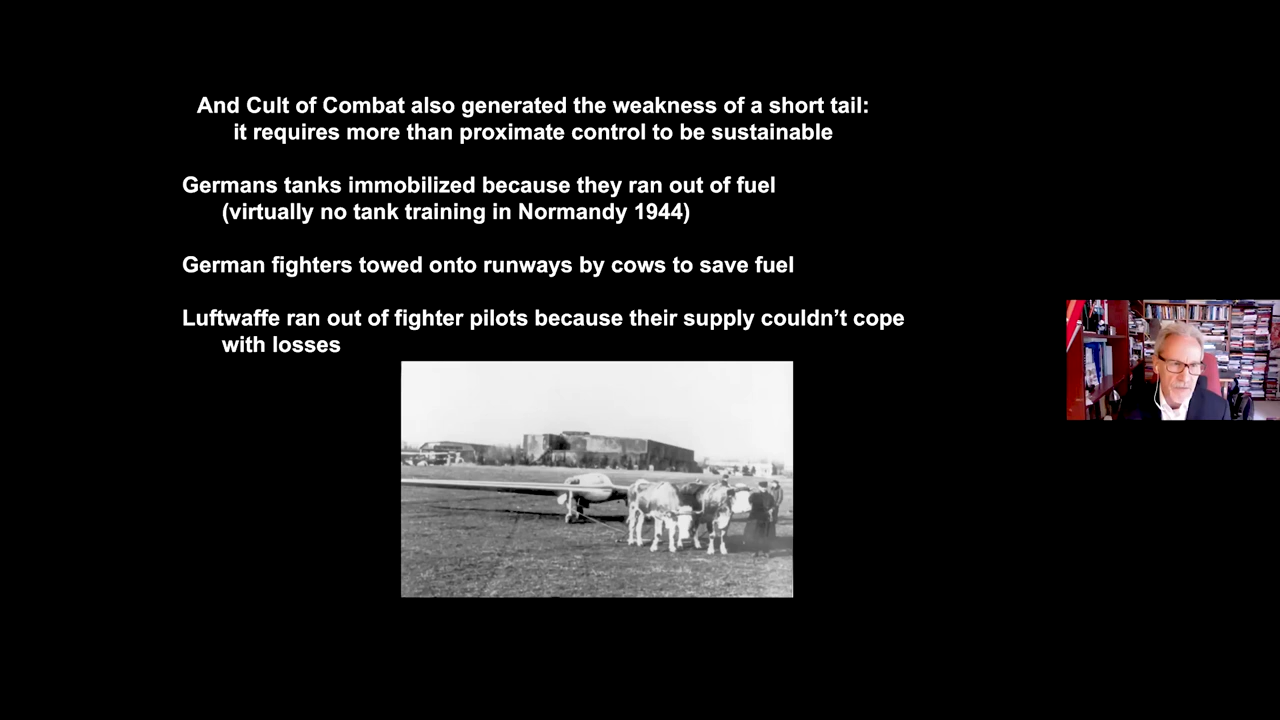 And Cult of Combat also generated the weakness of a short tail:
it requires more than proximate control to be sustainable
Germans tanks immobilized because they ran out of fuel
(virtually no tank training in Normandy 1944)
German fighters towed onto runways by cows to save fuel
Luftwaffe ran out of fighter pilots because their supply couldn’t cope
with losses